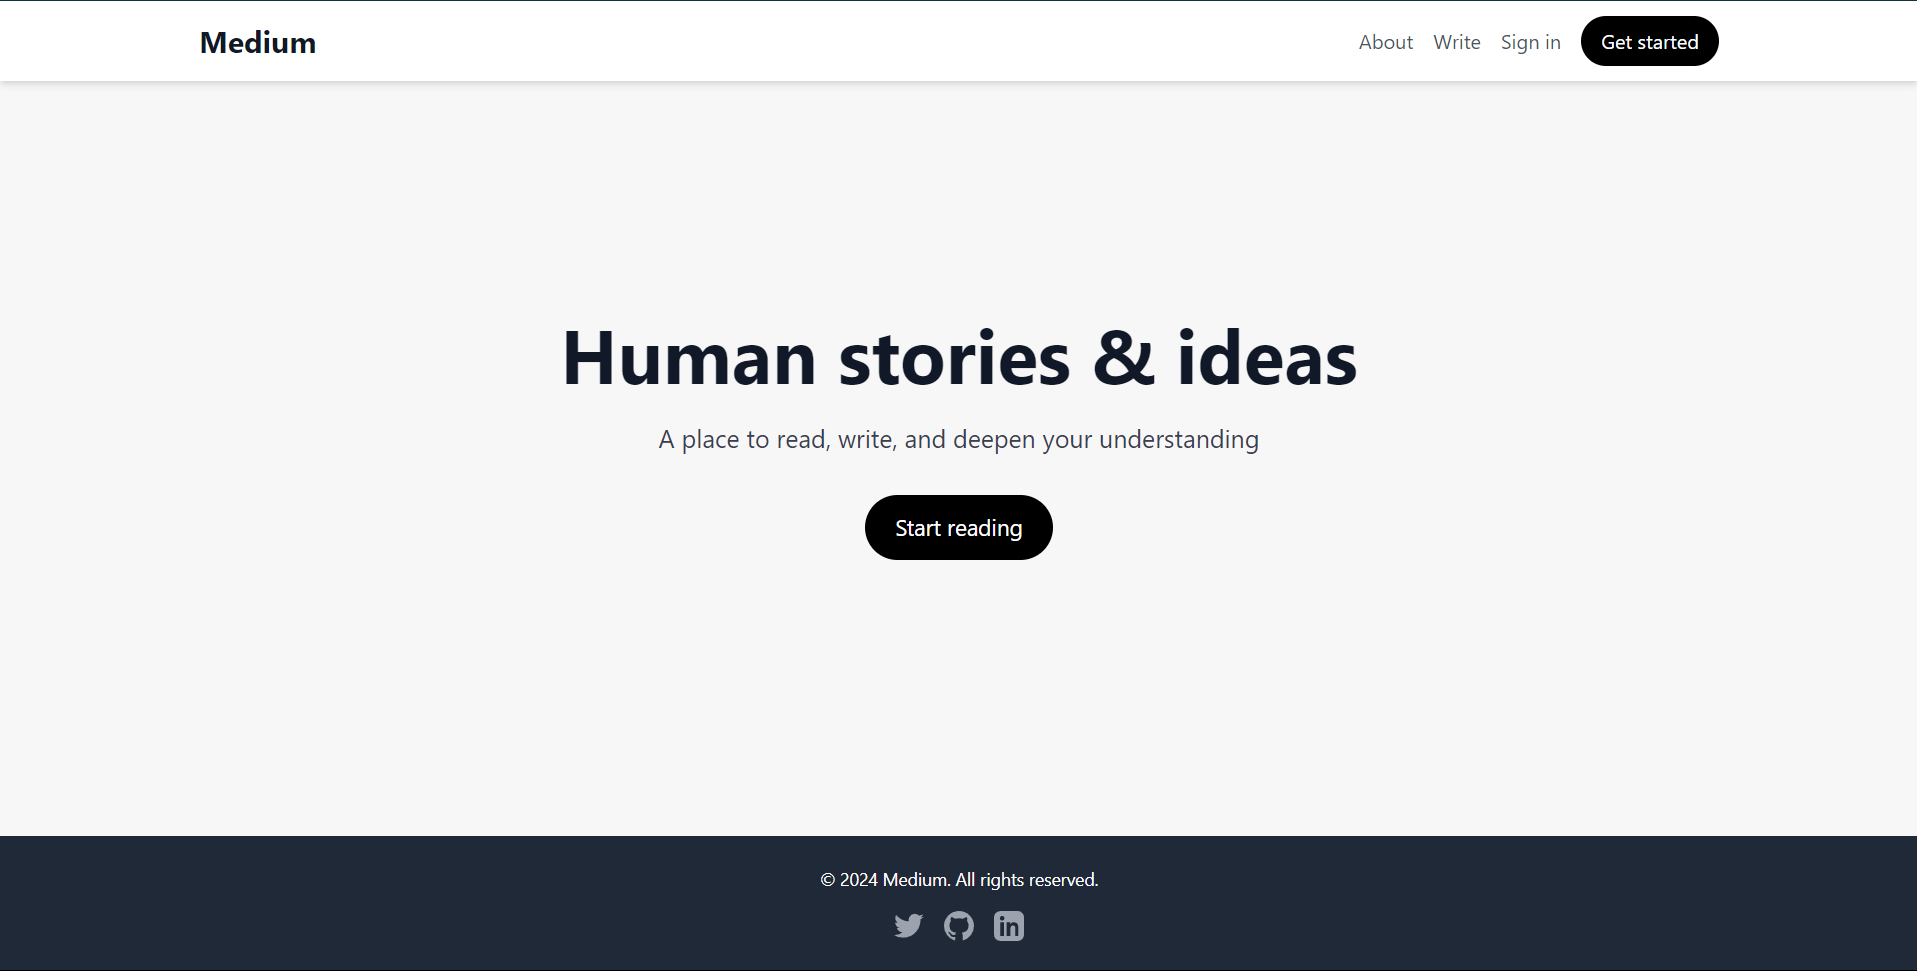 Medium
About Write Sign in Get started
Human stories & ideas
A place to read, write, and deepen your understanding
Start reading
© 2024 Medium. All rights reserved.
in